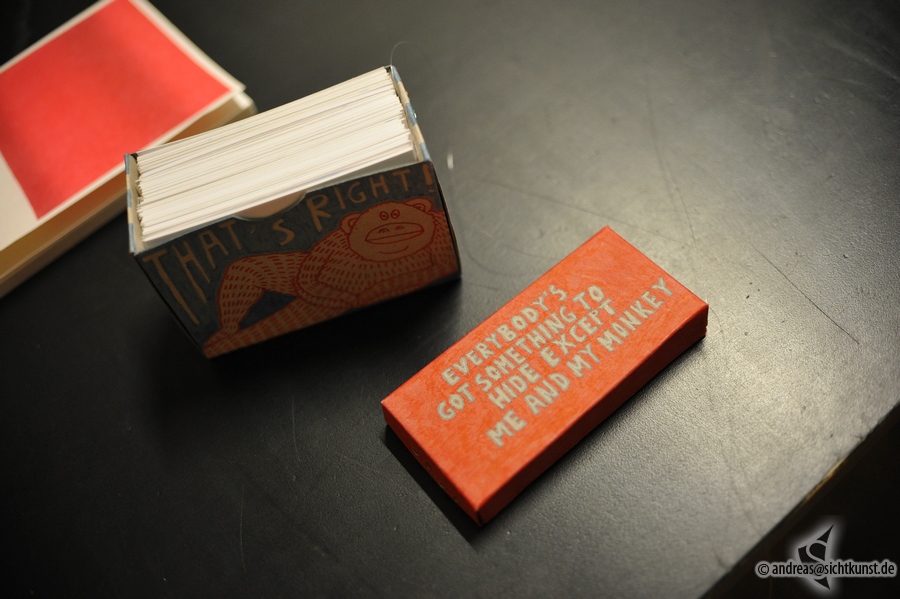 THAT'S RIGHT!
EVERYBODY'S
GOT SOMETHING TO
HIDE EXCEPT
ME AND MY MONKEY
© andreas@sichtkunst.de